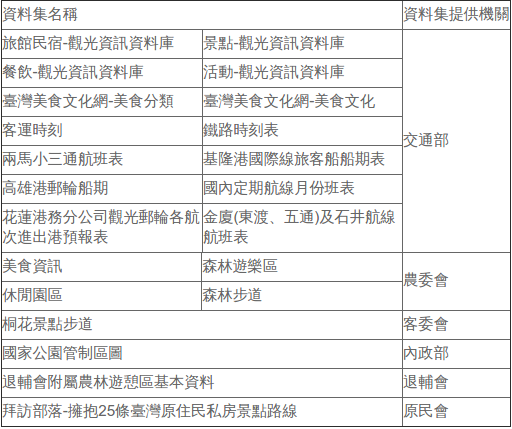 資料集名稱 資料集提供機關
旅館民宿-觀光資訊資料庫 景點-觀光資訊資料庫
餐飲-觀光資訊資料庫 活動-觀光資訊資料庫
臺灣美食文化網-美食分類 臺灣美食文化網-美食文化
客運時刻 鐵路時刻表
交通部
兩馬小三通航班表 基隆港國際線旅客船船期表
高雄港郵輪船期 國內定期航線月份班表
花蓮港務分公司觀光郵輪各航 金廈(東渡、五通)及石井航線
次進出港預報表 航班表
美食資訊 森林遊樂區
農委會
休閒園區 森林步道
桐花景點步道 客委會
國家公園管制區圖 內政部
退輔會附屬農林遊憩區基本資料 退輔會
拜訪部落-擁抱25條臺灣原住民私房景點路線 原民會